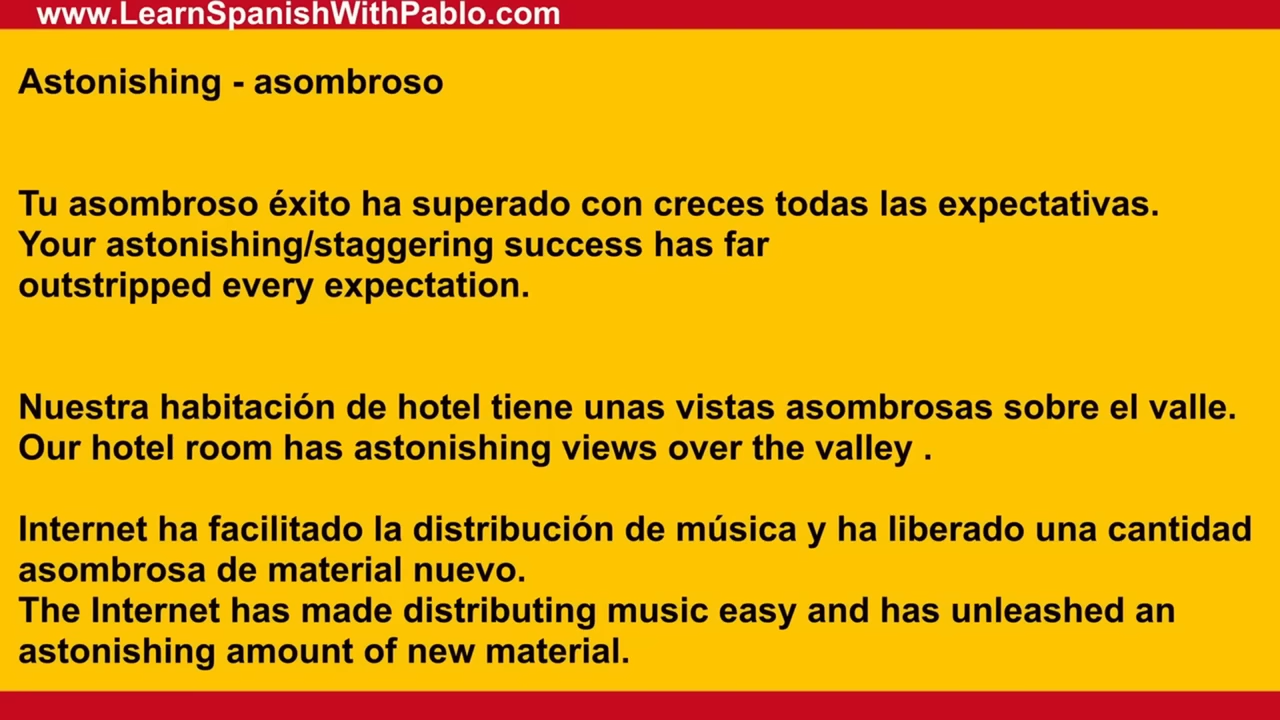 www.LearnSpanishWithPablo.com
Astonishing - asombroso
Tu asombroso éxito ha superado con creces todas las expectativas.
Your astonishing/staggering success has far
outstripped every expectation.
Nuestra habitación de hotel tiene unas vistas asombrosas sobre el valle.
Our hotel room has astonishing views over the valley .
Internet ha facilitado la distribución de música y ha liberado una cantidad
asombrosa de material nuevo.
The Internet has made distributing music easy and has unleashed an
astonishing amount of new material.